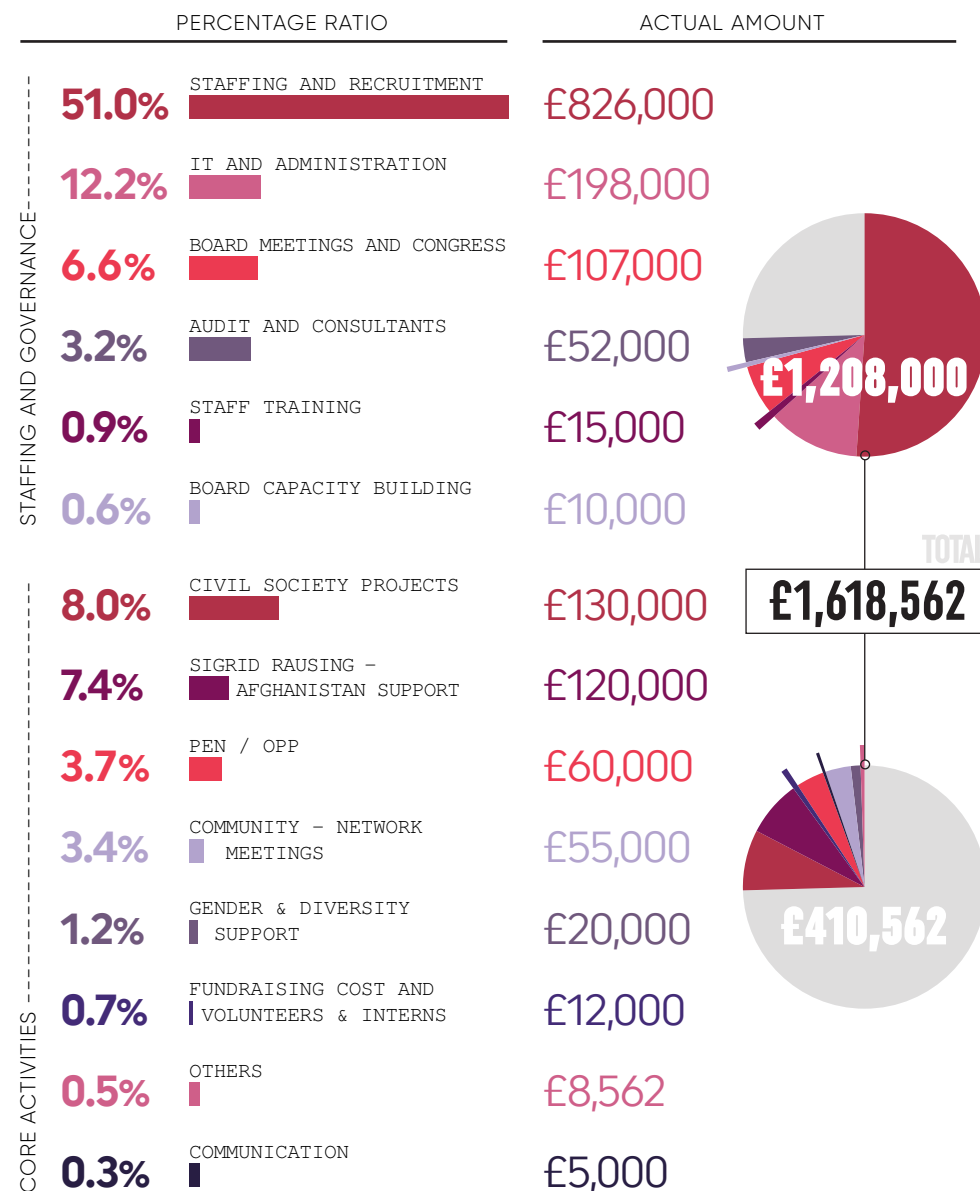 PERCENTAGE RATIO
ACTUAL AMOUNT
STAFFING AND GOVERNANCE
51.0%
STAFFING AND RECRUITMENT
£826,000
12.2%
IT AND ADMINISTRATION
£198,000
6.6%
BOARD MEETINGS AND CONGRESS
£107,000
3.2%
AUDIT AND CONSULTANTS
£52,000
0.9%
STAFF TRAINING
£15,000
0.6%
BOARD CAPACITY BUILDING
£10,000
£1,208,000
TOTAL
£1,618,562
CORE ACTIVITIES
8.0%
CIVIL SOCIETY PROJECTS
£130,000
7.4%
SIGRID RAUSING –
AFGHANISTAN SUPPORT
£120,000
3.7%
PEN / OPP
£60,000
3.4%
COMMUNITY – NETWORK
MEETINGS
£55,000
1.2%
GENDER & DIVERSITY
SUPPORT
£20,000
0.7%
FUNDRAISING COST AND
VOLUNTEERS & INTERNS
£12,000
0.5%
OTHERS
£8,562
0.3%
COMMUNICATION
£5,000
£410,562